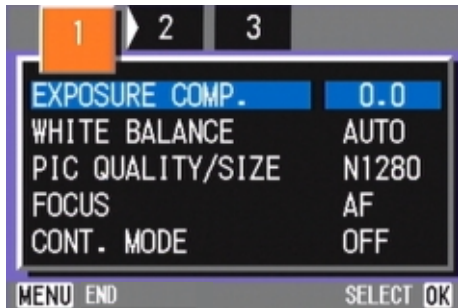 1 2 3
EXPOSURE COMP. 0.0
WHITE BALANCE AUTO
PIC QUALITY/SIZE N1280
FOCUS AF
CONT. MODE OFF
MENU END SELECT OK